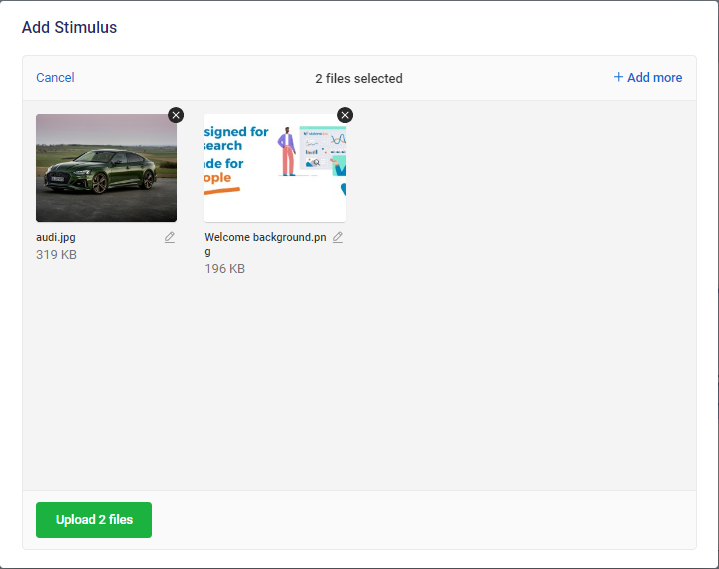 Add Stimulus
Cancel
2 files selected
+ Add more
signed for
search
de for
ople
audi.jpg
319 KB
Welcome background.pn
g
196 KB
Upload 2 files